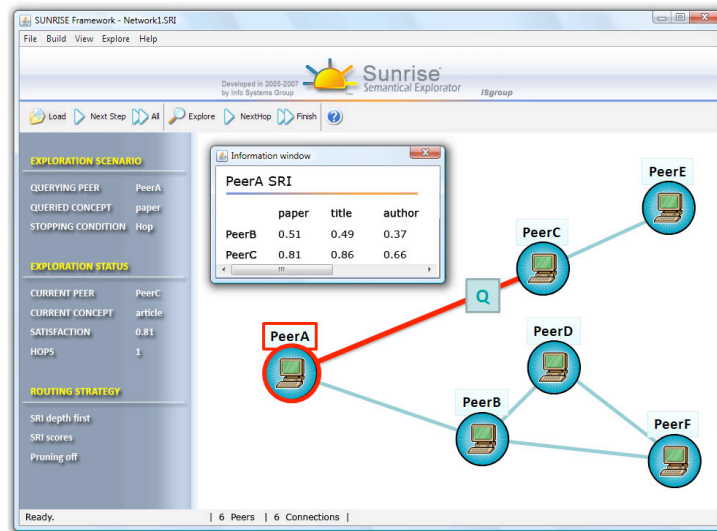 SUNRISE Framework - Network1.SRI
File Build View Explore Help
Developed in 2005-2007
by Info Systems Group
Sunrise
Semantical Explorator
ISgroup
Load Next Step All Explore NextHop Finish ?
EXPLORATION SCENARIO
QUERYING PEER PeerA
QUERIED CONCEPT paper
STOPPING CONDITION Hop
EXPLORATION STATUS
CURRENT PEER PeerC
CURRENT CONCEPT article
SATISFACTION 0.81
HOPS 1
ROUTING STRATEGY
SRI depth first
SRI scores
Pruning off
Information window
PeerA SRI
paper title author
PeerB 0.51 0.49 0.37
PeerC 0.81 0.86 0.66
PeerE
PeerC
Q
PeerD
PeerA
PeerB
PeerF
Ready. | 6 Peers | 6 Connections |